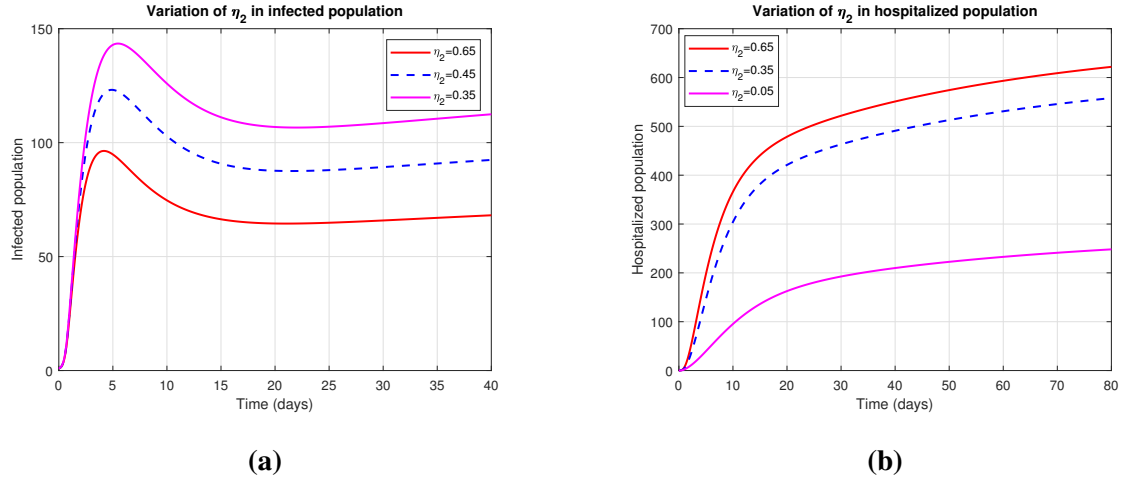 Variation of η2 in infected population
150
100
50
0
0 5 10 15 20 25 30 35 40
Infected population
Time (days)
η2=0.65
η2=0.45
η2=0.35
(a)
Variation of η2 in hospitalized population
700
600
500
400
300
200
100
0
0 10 20 30 40 50 60 70 80
Hospitalized population
Time (days)
η2=0.65
η2=0.35
η2=0.05
(b)